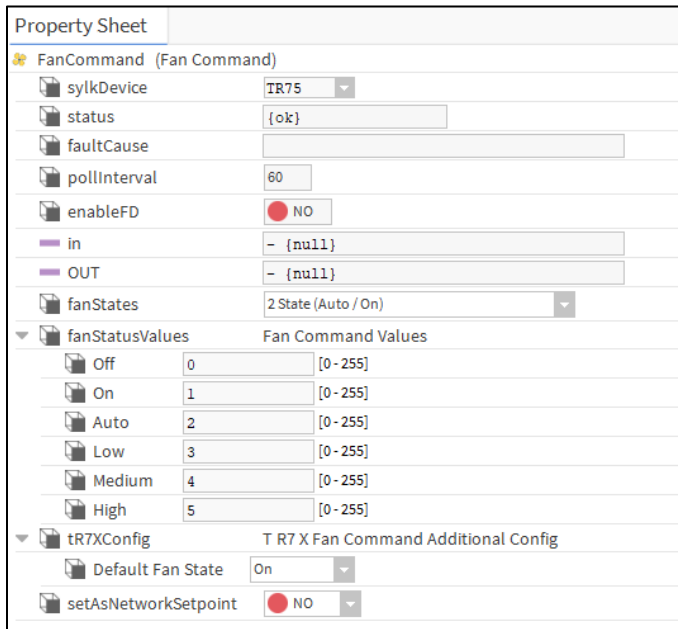 Property Sheet
FanCommand (Fan Command)
sylkDevice TR75
status {ok}
faultCause
pollInterval 60
enableFD NO
in - {null}
OUT - {null}
fanStates 2 State (Auto / On)
fanStatusValues Fan Command Values
Off 0 [0 - 255]
On 1 [0 - 255]
Auto 2 [0 - 255]
Low 3 [0 - 255]
Medium 4 [0 - 255]
High 5 [0 - 255]
tR7XConfig T R7 X Fan Command Additional Config
Default Fan State On
setAsNetworkSetpoint NO